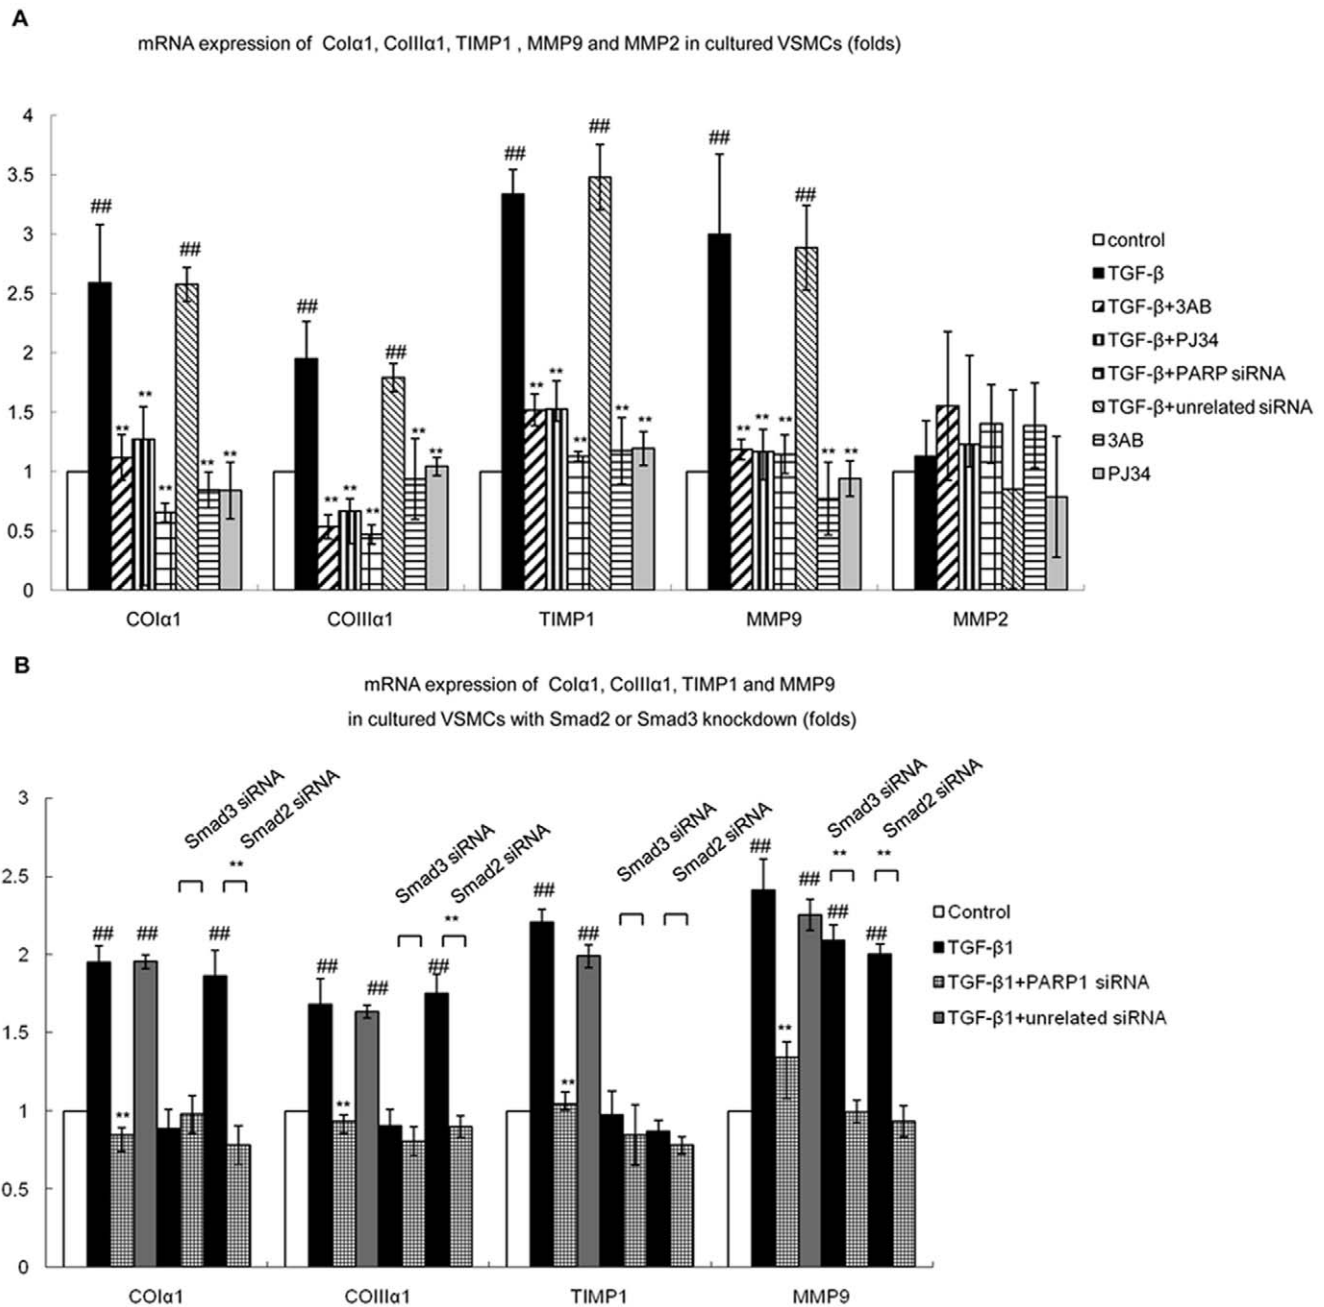 A
mRNA expression of Colα1, ColIIα1, TIMP1 , MMP9 and MMP2 in cultured VSMCs (folds)
4
3.5
3
2.5
2
1.5
1
0.5
0
##
**
**
**
##
**
**
##
**
**
**
##
**
**
##
**
**
**
##
**
**
##
**
**
**
##
**
**
COIα1
COIIIα1
TIMP1
MMP9
MMP2
control
TGF-β
TGF-β+3AB
TGF-β+PJ34
TGF-β+PARP siRNA
TGF-β+unrelated siRNA
3AB
PJ34
B
mRNA expression of Colα1, ColIIα1, TIMP1 and MMP9
in cultured VSMCs with Smad2 or Smad3 knockdown (folds)
3
2.5
2
1.5
1
0.5
0
Smad3 siRNA
Smad2 siRNA
**
##
**
##
##
Smad3 siRNA
Smad2 siRNA
**
##
**
##
##
Smad3 siRNA
Smad2 siRNA
##
**
##
Smad3 siRNA
Smad2 siRNA
**
**
##
**
##
##
##
COIα1
COIIIα1
TIMP1
MMP9
Control
TGF-β1
TGF-β1+PARP1 siRNA
TGF-β1+unrelated siRNA